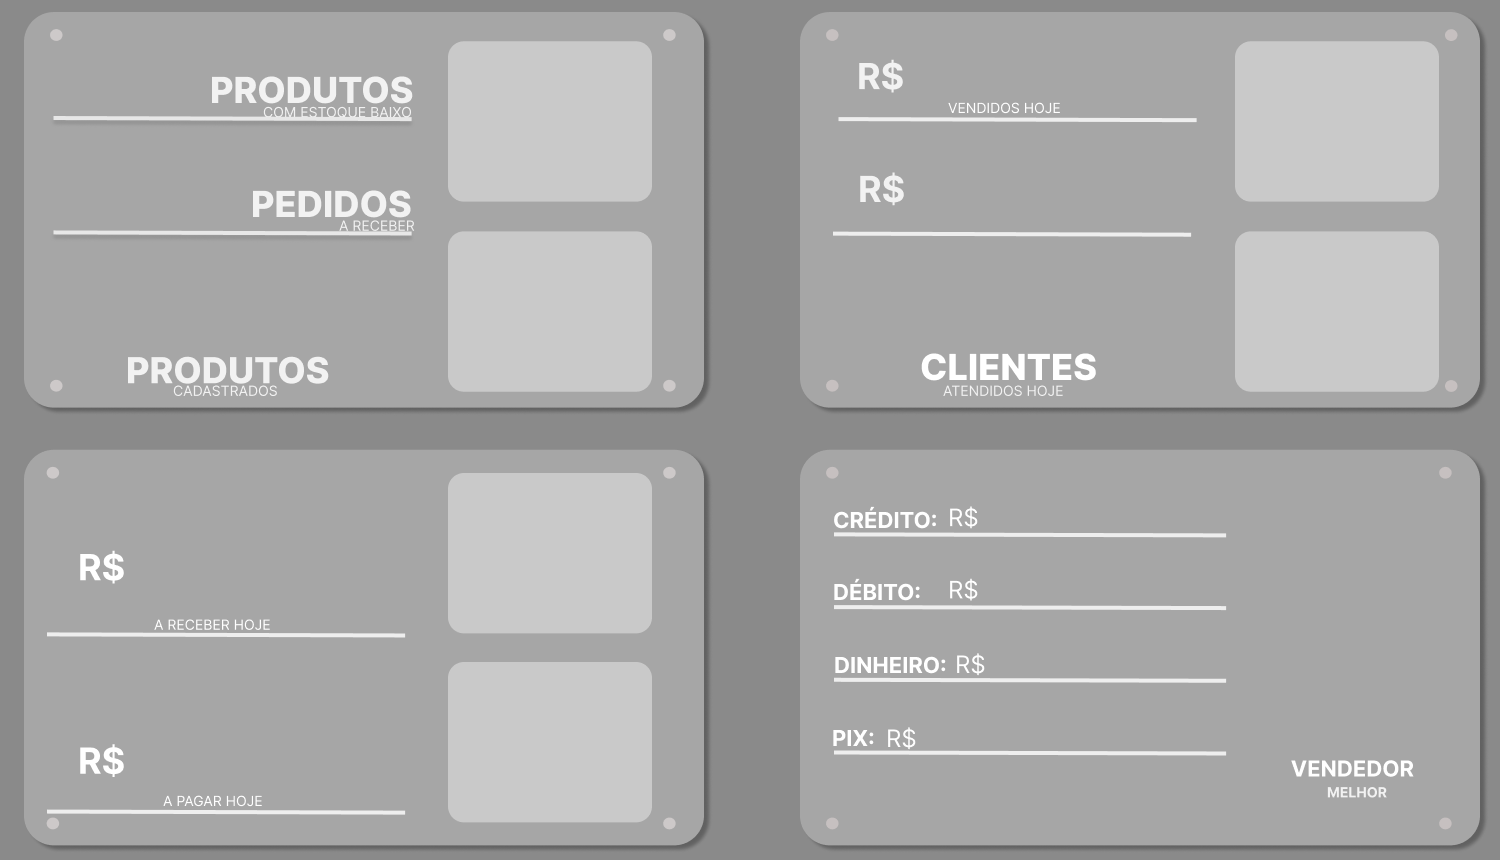 PRODUTOS
COM ESTOQUE BAIXO
PEDIDOS
A RECEBER
PRODUTOS
CADASTRADOS
R$
VENDIDOS HOJE
R$
CLIENTES
ATENDIDOS HOJE
R$
A RECEBER HOJE
R$
A PAGAR HOJE
CRÉDITO: R$
DÉBITO: R$
DINHEIRO: R$
PIX: R$
VENDEDOR
MELHOR